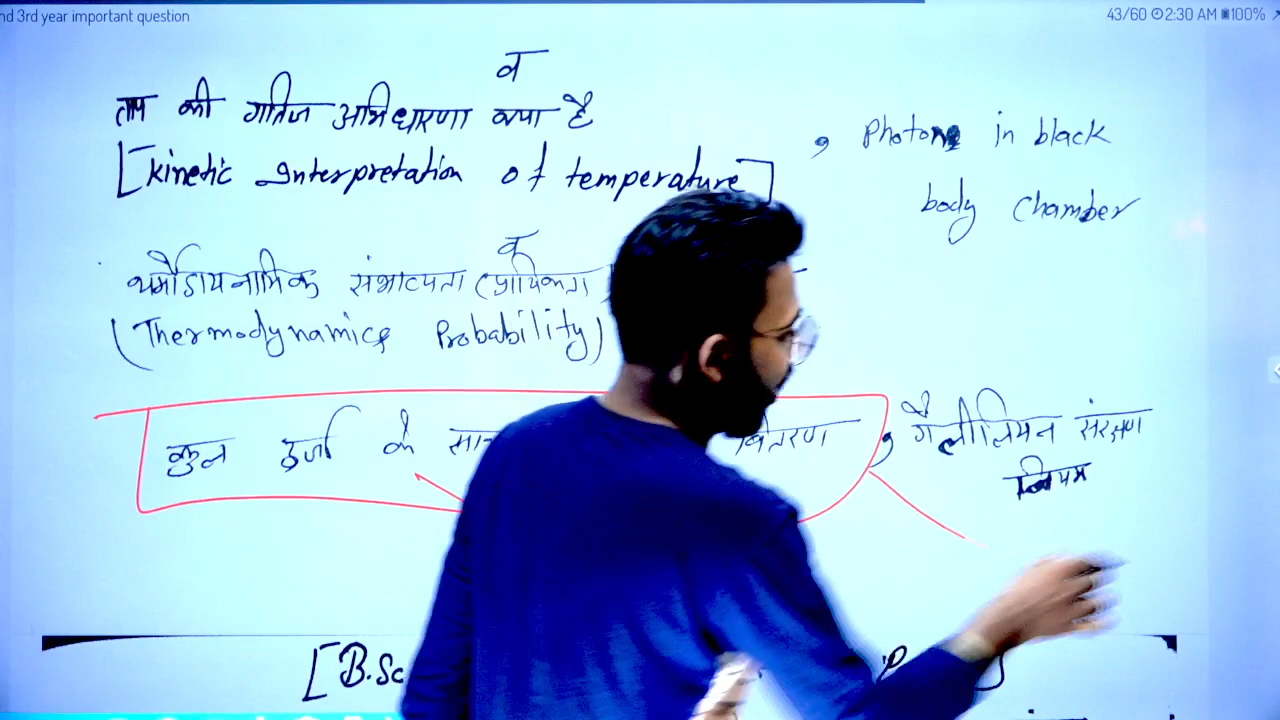 nd 3rd year important question
43/60 2:30 AM 100%
व
ताप की गतिज अभिधारणा क्या है
[kinetic Interpretation of temperature]
, Photons in black
body Chamber
व
थर्मोडायनामिक संभाव्यता (प्रायिकता
(Thermodynamics Probability)
कुल ऊर्जा के वितरण , गैलीलियन संरक्षण
नियम
[B.Sc